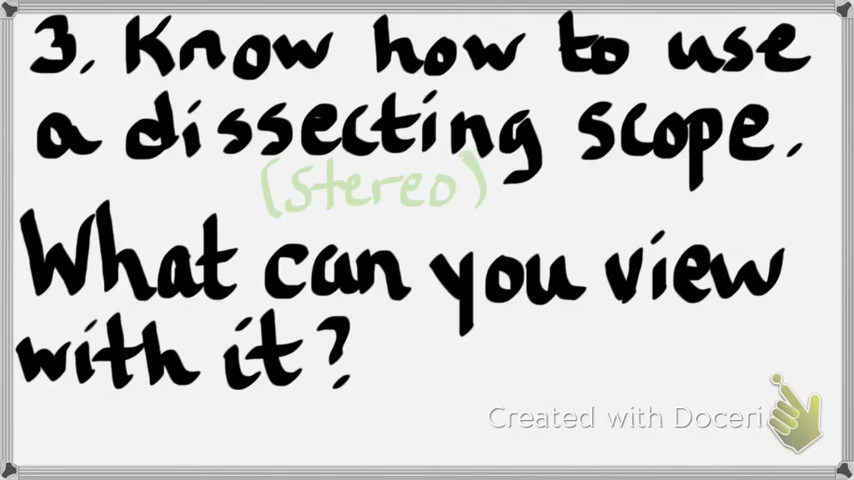 3. Know how to use
a dissecting scope.
(stereo)
What can you view
with it?
Created with Doceri